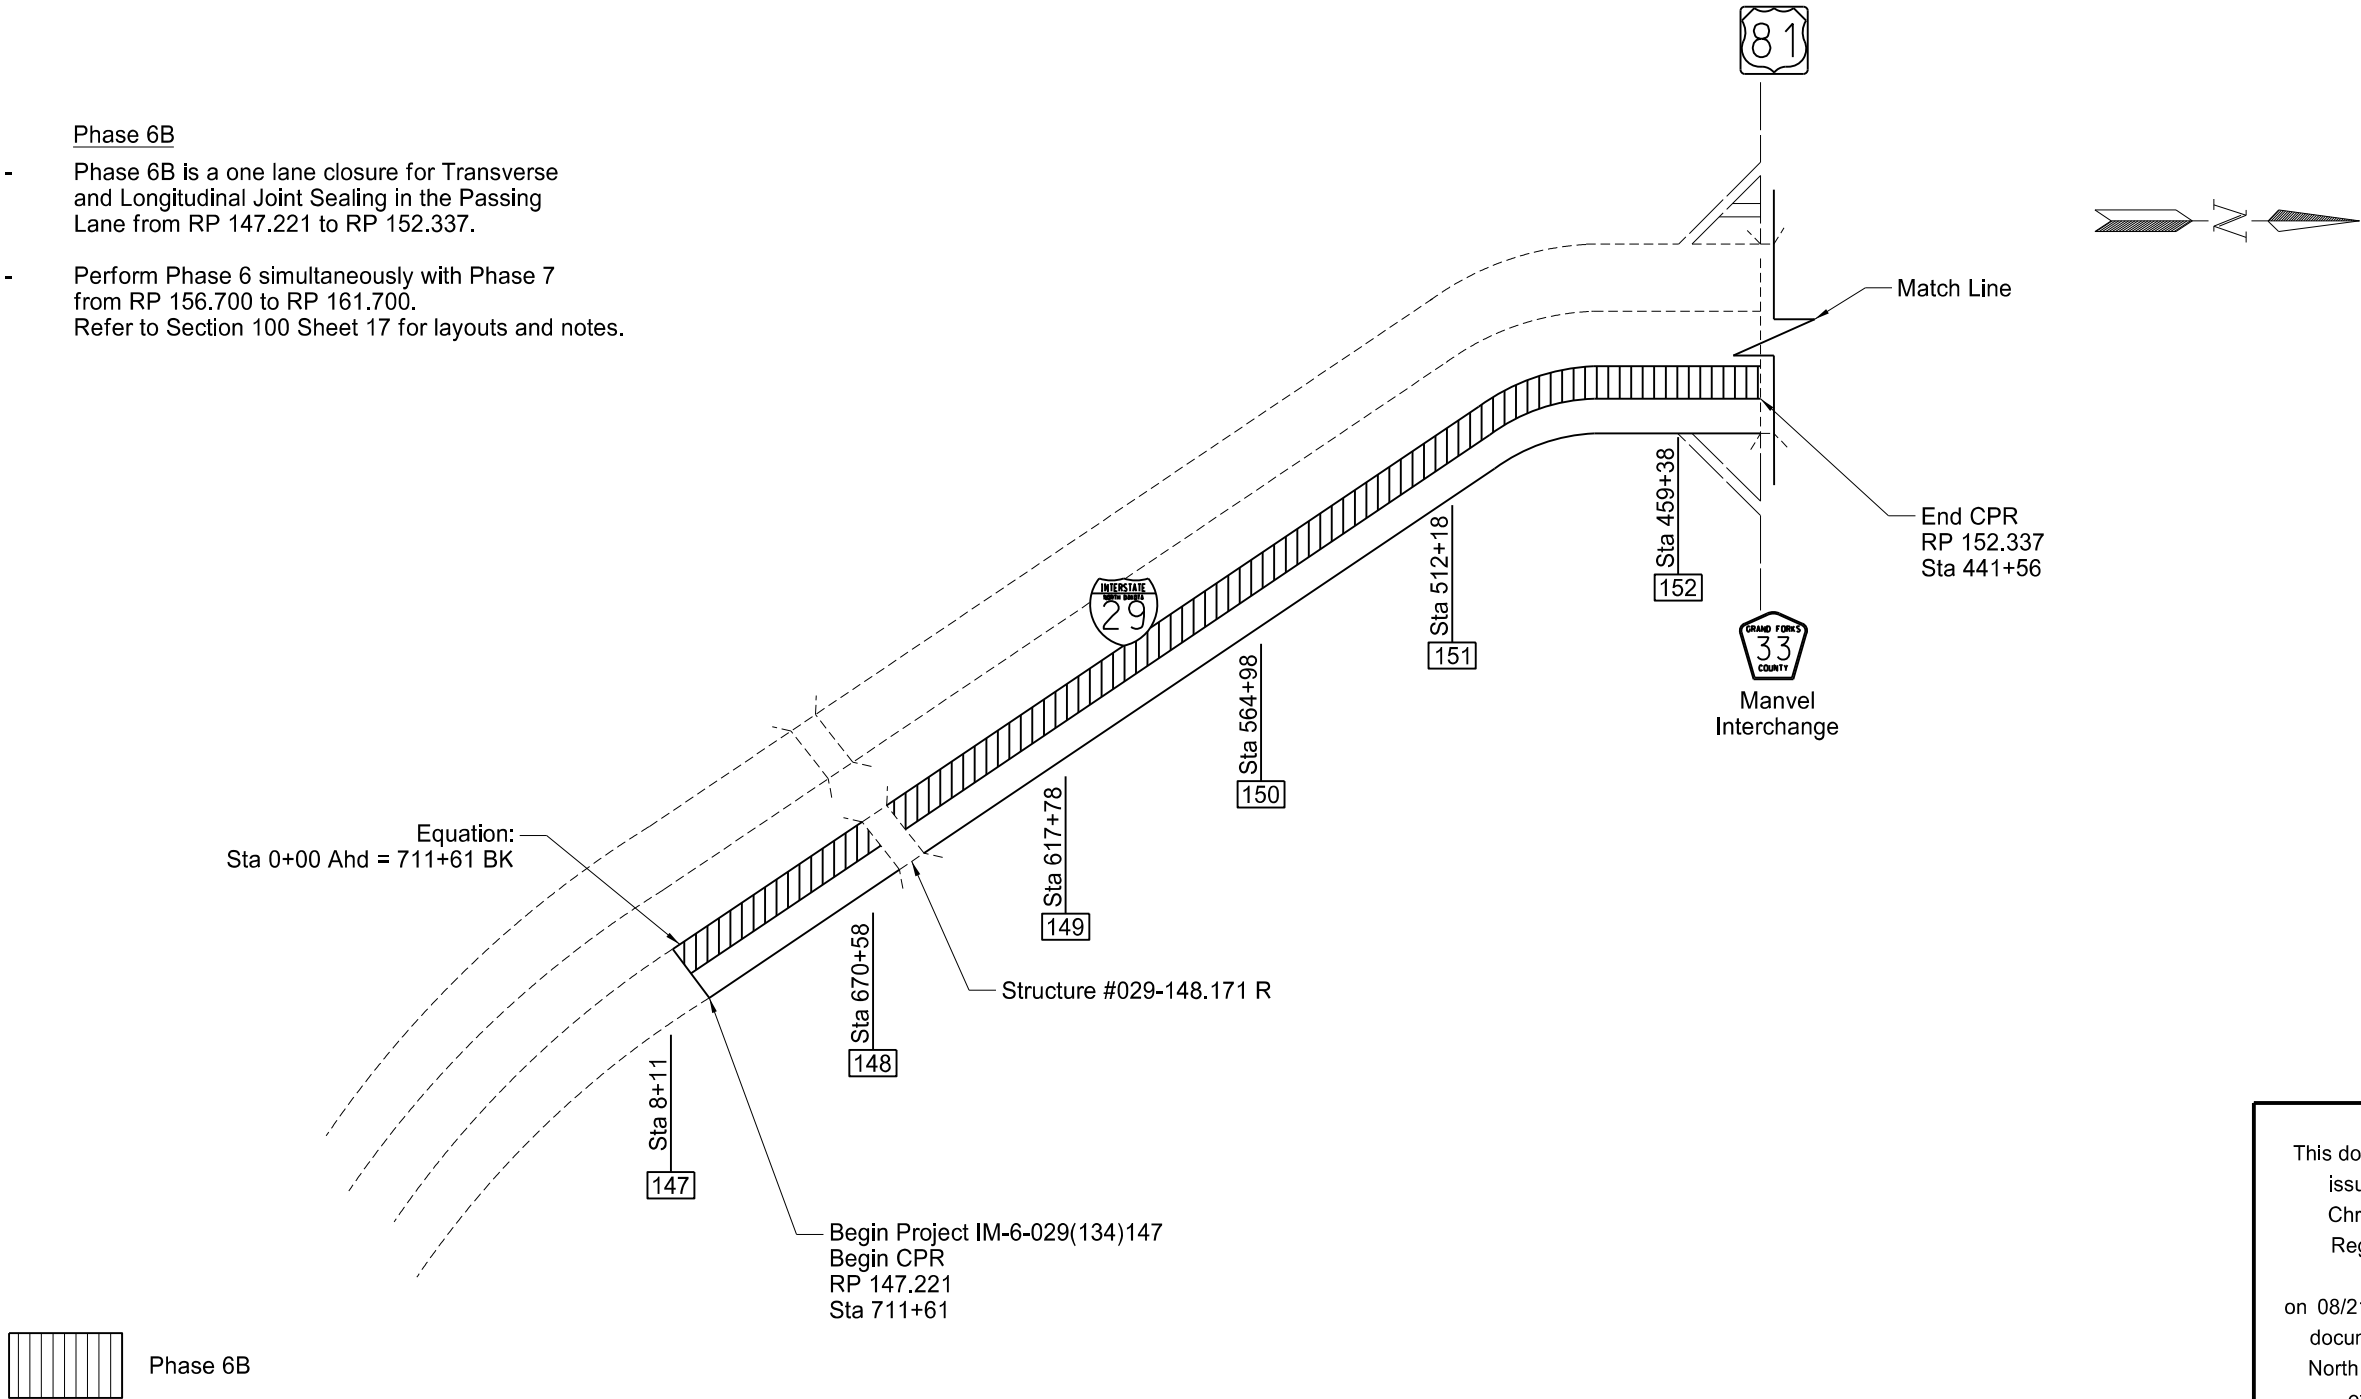 81
Phase 6B
- Phase 6B is a one lane closure for Transverse
and Longitudinal Joint Sealing in the Passing
Lane from RP 147.221 to RP 152.337.
- Perform Phase 6 simultaneously with Phase 7
from RP 156.700 to RP 161.700.
Refer to Section 100 Sheet 17 for layouts and notes.
N
Match Line
End CPR
RP 152.337
Sta 441+56
Sta 459+38
152
Sta 512+18
151
INTERSTATE
NORTH DAKOTA
29
GRAND FORKS
33
COUNTY
Manvel
Interchange
Sta 564+98
150
Sta 617+78
149
Equation:
Sta 0+00 Ahd = 711+61 BK
Sta 670+58
148
Structure #029-148.171 R
Sta 8+11
147
Begin Project IM-6-029(134)147
Begin CPR
RP 147.221
Sta 711+61
Phase 6B
This do
issu
Chr
Reg
on 08/2
docum
North